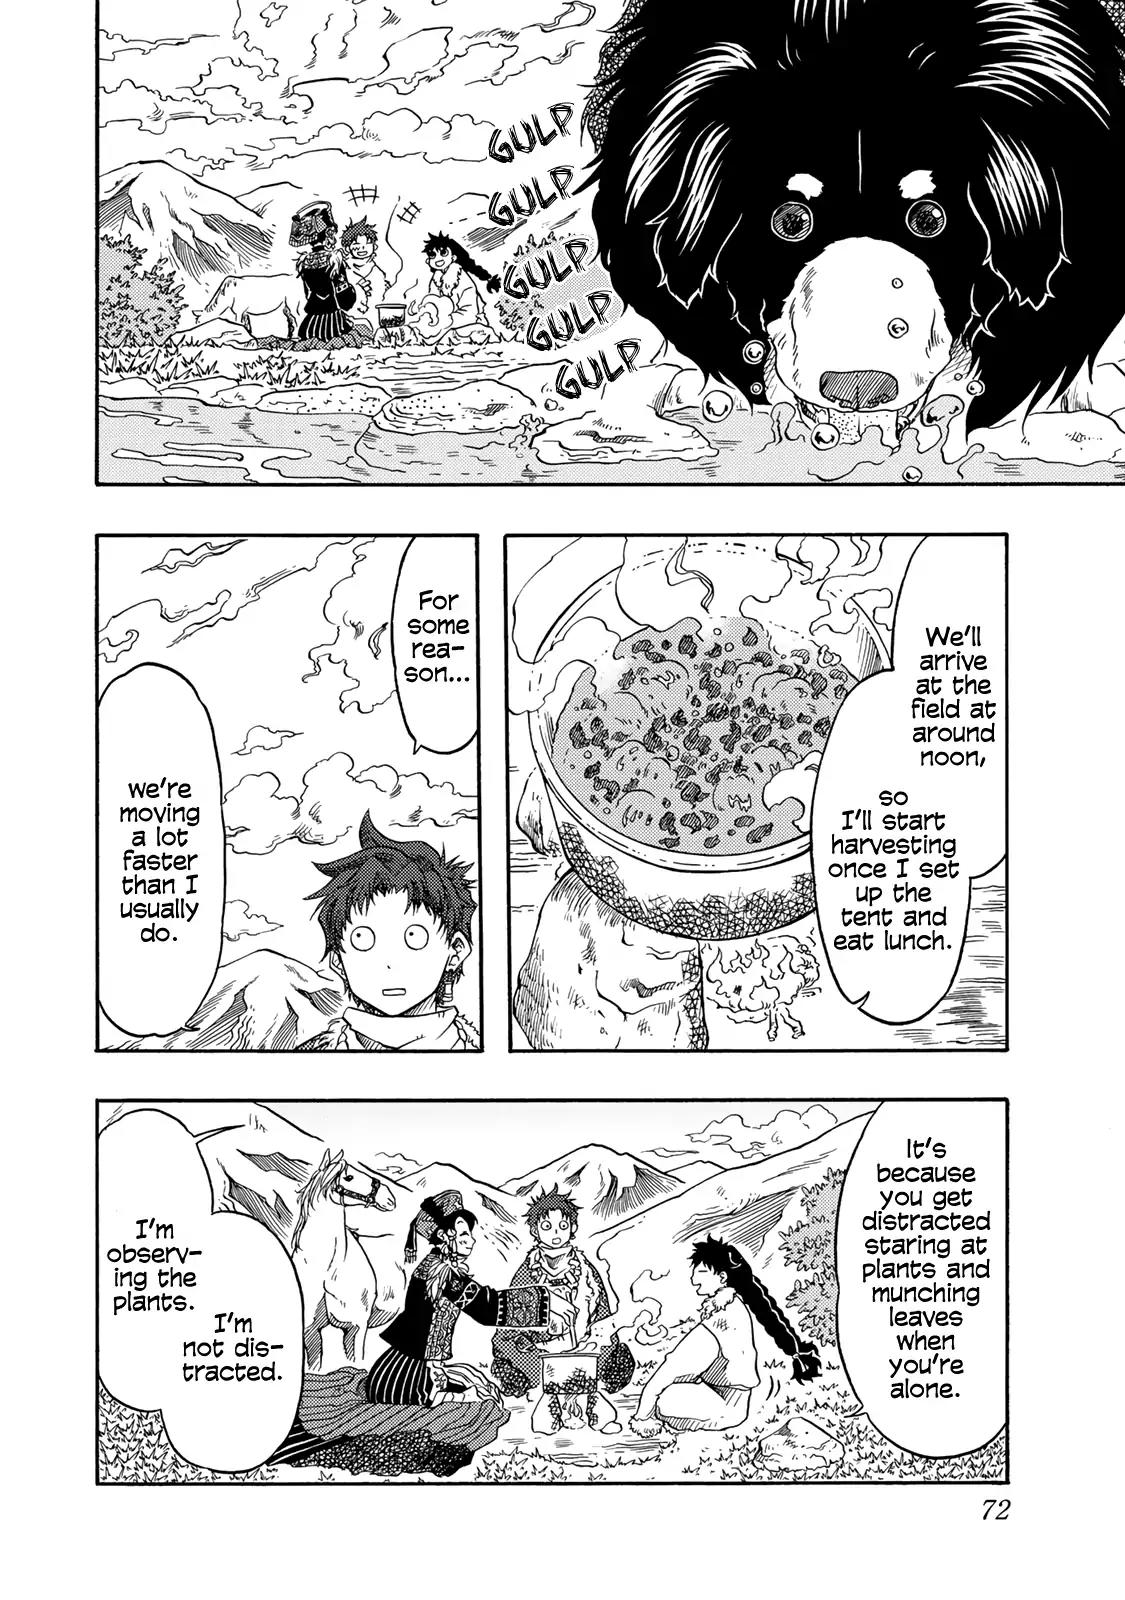 GULP
GULP
GULP
GULP
GULP
We'll
arrive
at the
field at
around
noon,
so
I'll start
harvesting
once I set
up the
tent and
eat lunch.
For
some
rea-
son...
we're
moving
a lot
faster
than I
usually
do.
It's
because
you get
distracted
staring at
plants and
munching
leaves
when
you're
alone.
I'm
observ-
ing the
plants.
I'm
not dis-
tracted.
72